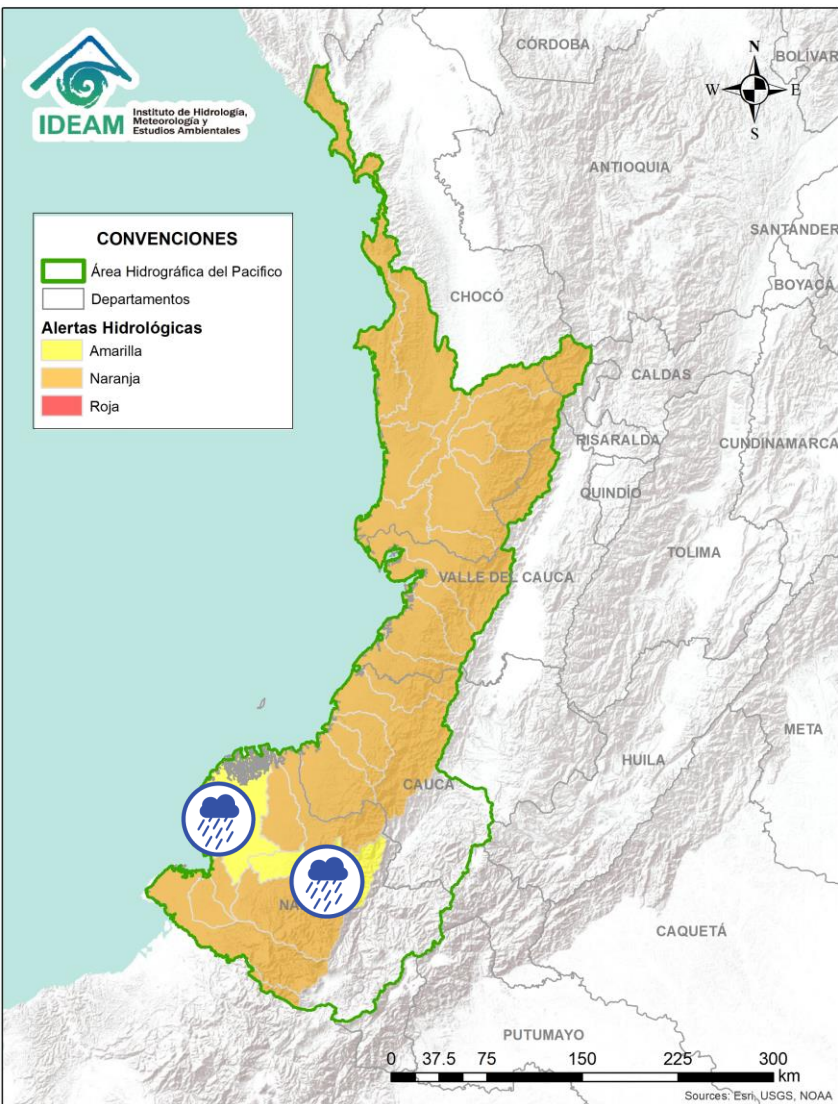 IDEAM
Instituto de Hidrología,
Meteorología y
Estudios Ambientales
CÓRDOBA
BOLÍVAR
N
W
E
S
ANTIOQUIA
SANTANDER
BOYACÁ
CONVENCIONES
Área Hidrográfica del Pacifico
Departamentos
Alertas Hidrológicas
Amarilla
Naranja
Roja
CHOCÓ
CALDAS
RISARALDA
CUNDINAMARCA
QUINDÍO
TOLIMA
VALLE DEL CAUCA
META
HUILA
CAUCA
NA
CAQUETÁ
PUTUMAYO
0 37.5 75 150 225 300
km
Sources: Esri, USGS, NOAA